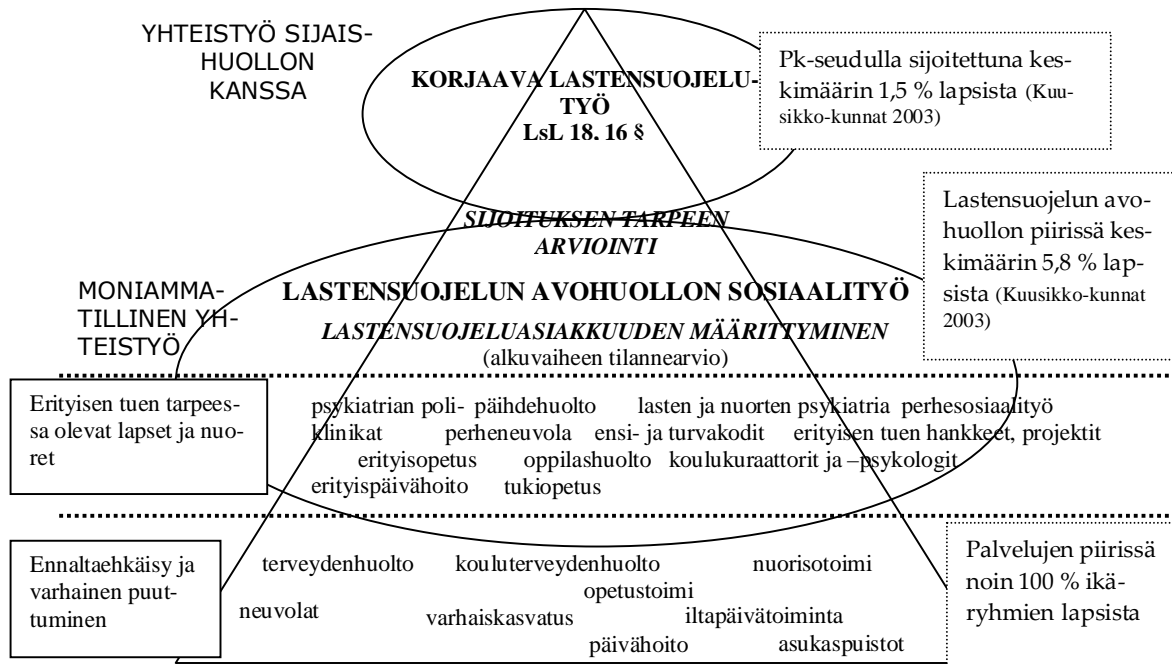 YHTEISTYÖ SIJAIS-
HUOLLON
KANSSA
KORJAAVA LASTENSUOJELU-
TYÖ
LsL 18, 16 §
Pk-seudulla sijoitettuna kes-
kimäärin 1,5 % lapsista (Kuu-
sikko-kunnat 2003)
SIJOITUKSEN TARPEEN
ARVIOINTI
Lastensuojelun avo-
huollon piirissä kes-
kimäärin 5,8 % lap-
sista (Kuusikko-kunnat
2003)
MONIAMMA-
TILLINEN YH-
TEISTYÖ
LASTENSUOJELUN AVOHUOLLON SOSIAALITYÖ
LASTENSUOJELUASIAKKUUDEN MÄÄRITTYMINEN
(alkuvaiheen tilannearvio)
Erityisen tuen tarpees-
sa olevat lapset ja nuo-
ret
psykiatrian poli- päihdehuolto lasten ja nuorten psykiatria perhesosiaalityö
klinikat perheneuvola ensi- ja turvakodit erityisen tuen hankkeet, projektit
erityisopetus oppilashuolto koulukuraattorit ja –psykologit
erityispäivähoito tukiopetus
Ennaltaehkäisy ja
varhainen puut-
tuminen
terveydenhuolto kouluterveydenhuolto nuorisotoimi
opetustoimi
neuvolat varhaiskasvatus iltapäivätoiminta
päivähoito asukaspuistot
Palvelujen piirissä
noin 100 % ikä-
ryhmien lapsista